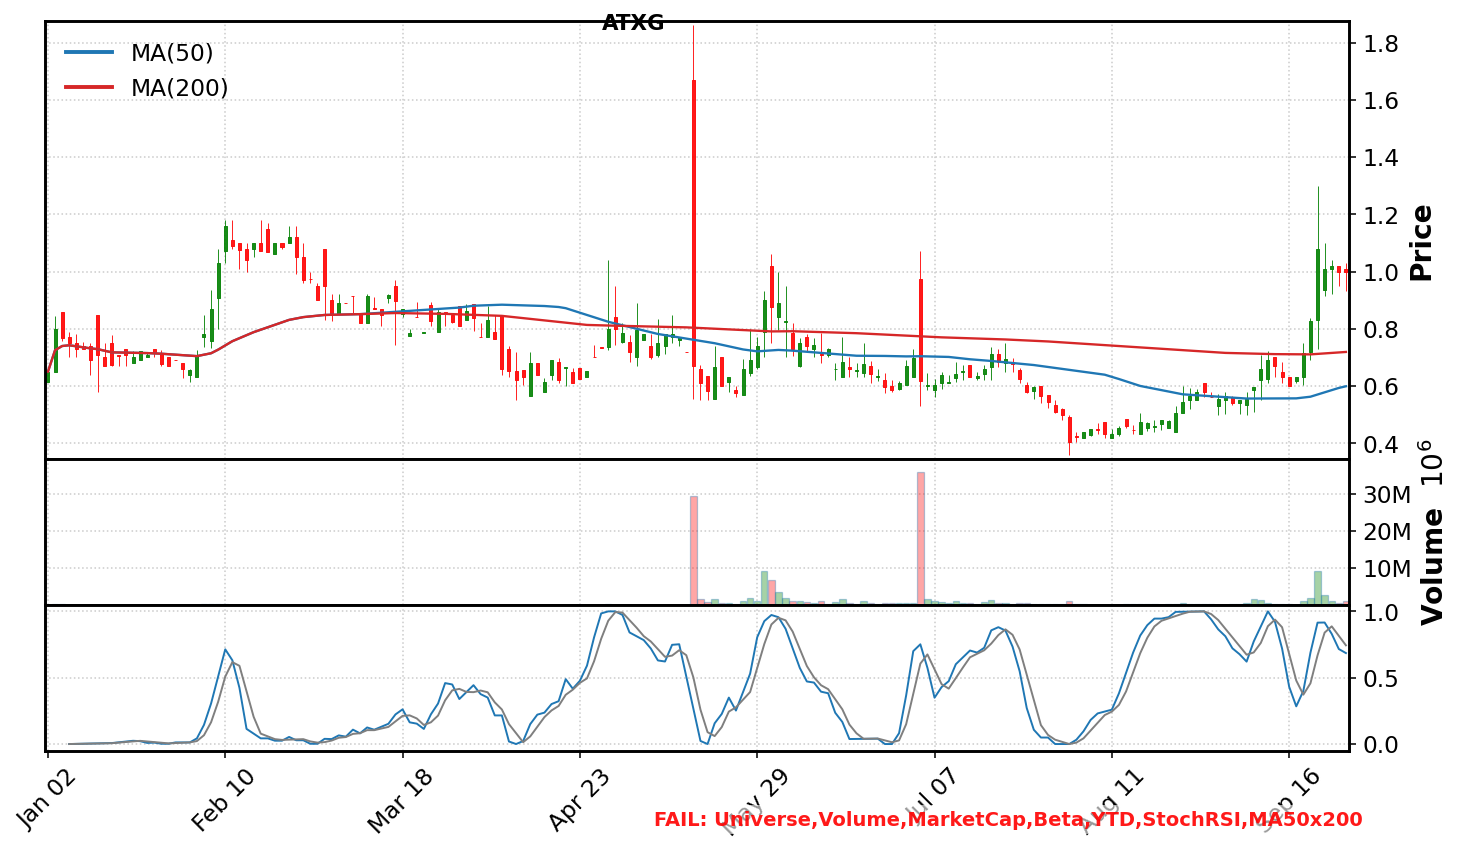 ATXG
MA(50)
MA(200)
1.8
1.6
1.4
1.2
1.0
0.8
0.6
0.4
Price
30M
20M
10M
Volume 10^6
1.0
0.5
0.0
Jan 02
Feb 10
Mar 18
Apr 23
May 29
Jul 07
Aug 11
Sep 16
FAIL: Universe,Volume,MarketCap,Beta,YTD,StochRSI,MA50x200